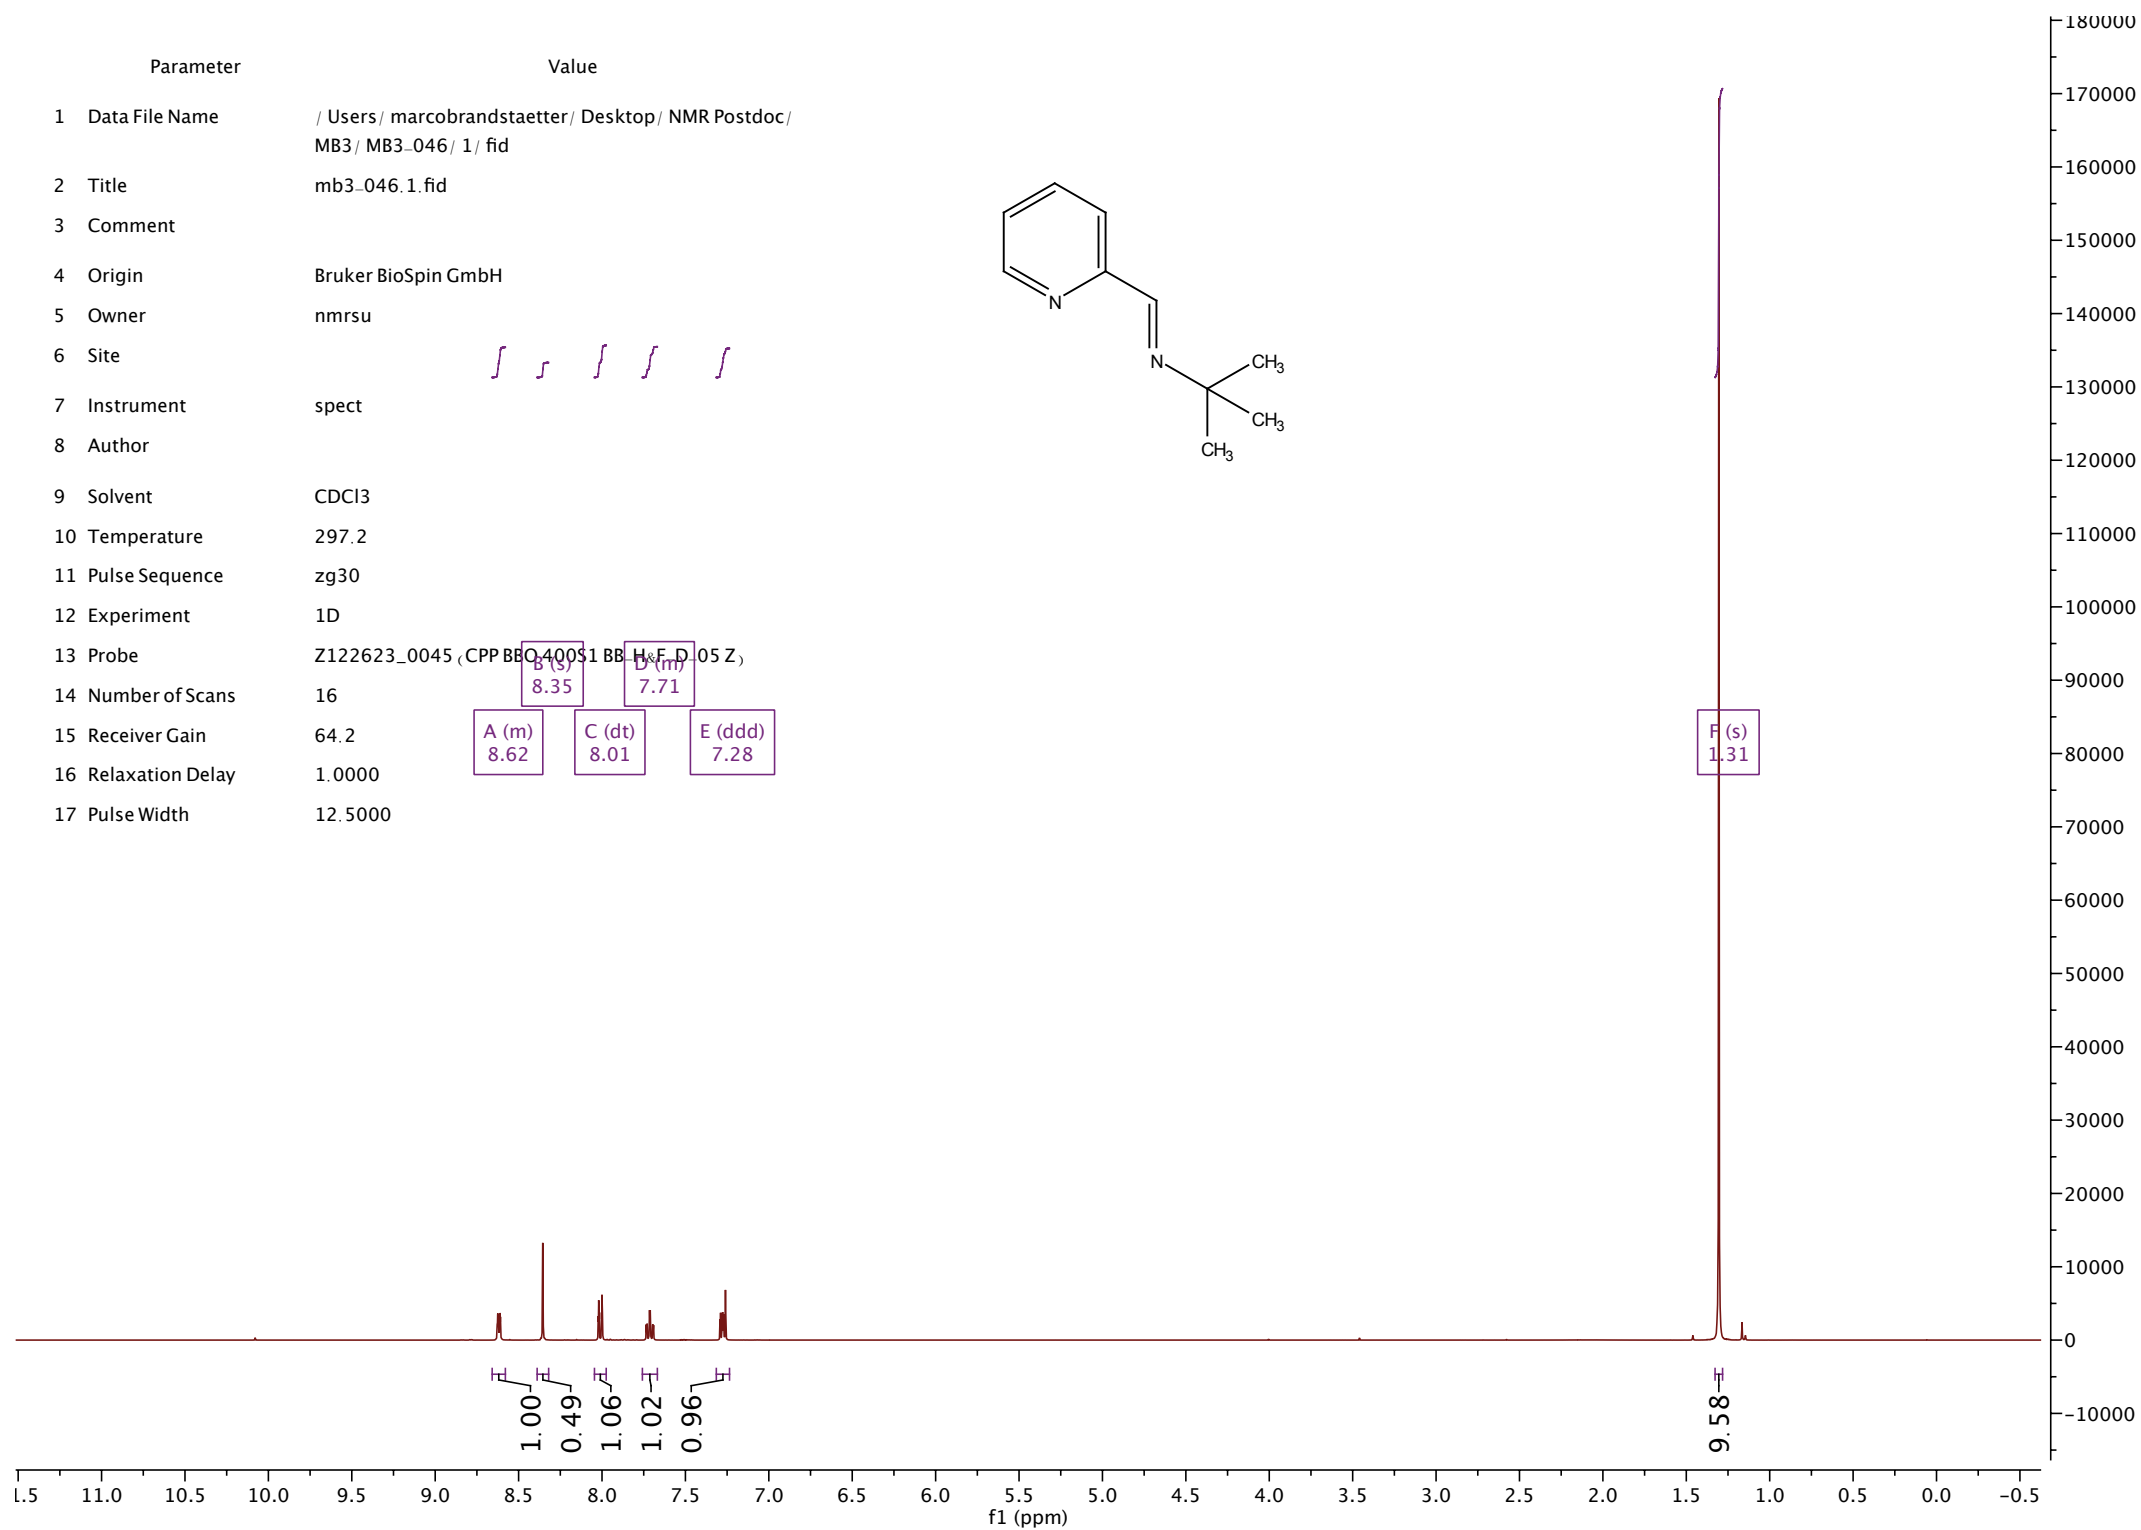 Parameter Value
1 Data File Name / Users/ marcobrandstaetter/ Desktop/ NMR Postdoc/
MB3/ MB3_046/ 1/ fid
2 Title mb3_046.1.fid
3 Comment
4 Origin Bruker BioSpin GmbH
5 Owner nmrsu
6 Site
7 Instrument spect
8 Author
9 Solvent CDCl3
10 Temperature 297.2
11 Pulse Sequence zg30
12 Experiment 1D
13 Probe Z122623_0045 (CPP BBO 400S1 BB_H&F_D_05 Z)
14 Number of Scans 16
15 Receiver Gain 64.2
16 Relaxation Delay 1.0000
17 Pulse Width 12.5000
N
N
CH3
CH3
CH3
B (s)
8.35
D (m)
7.71
A (m)
8.62
C (dt)
8.01
E (ddd)
7.28
F (s)
1.31
180000
170000
160000
150000
140000
130000
120000
110000
100000
90000
80000
70000
60000
50000
40000
30000
20000
10000
0
-10000
1.00
0.49
1.06
1.02
0.96
9.58
1.5 11.0 10.5 10.0 9.5 9.0 8.5 8.0 7.5 7.0 6.5 6.0 5.5 5.0 4.5 4.0 3.5 3.0 2.5 2.0 1.5 1.0 0.5 0.0 -0.5
f1 (ppm)